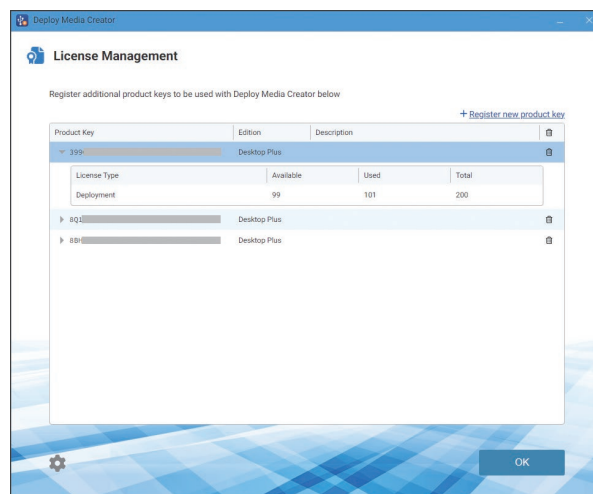 Deploy Media Creator
License Management
Register additional product keys to be used with Deploy Media Creator below
+ Register new product key
Product Key Edition Description
399 Desktop Plus
License Type Available Used Total
Deployment 99 101 200
8Q1 Desktop Plus
8BH Desktop Plus
OK